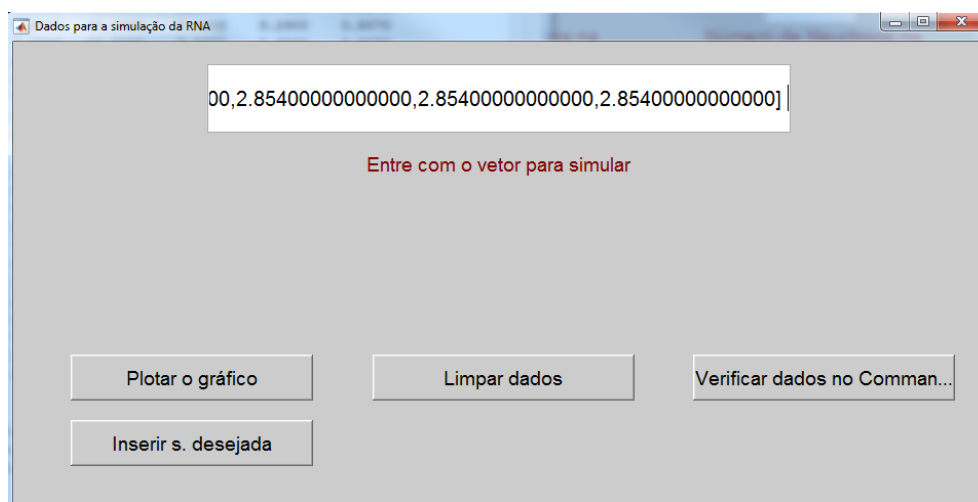 Dados para a simulação da RNA
00,2.85400000000000,2.85400000000000,2.85400000000000]
Entre com o vetor para simular
Plotar o gráfico
Limpar dados
Verificar dados no Comman...
Inserir s. desejada